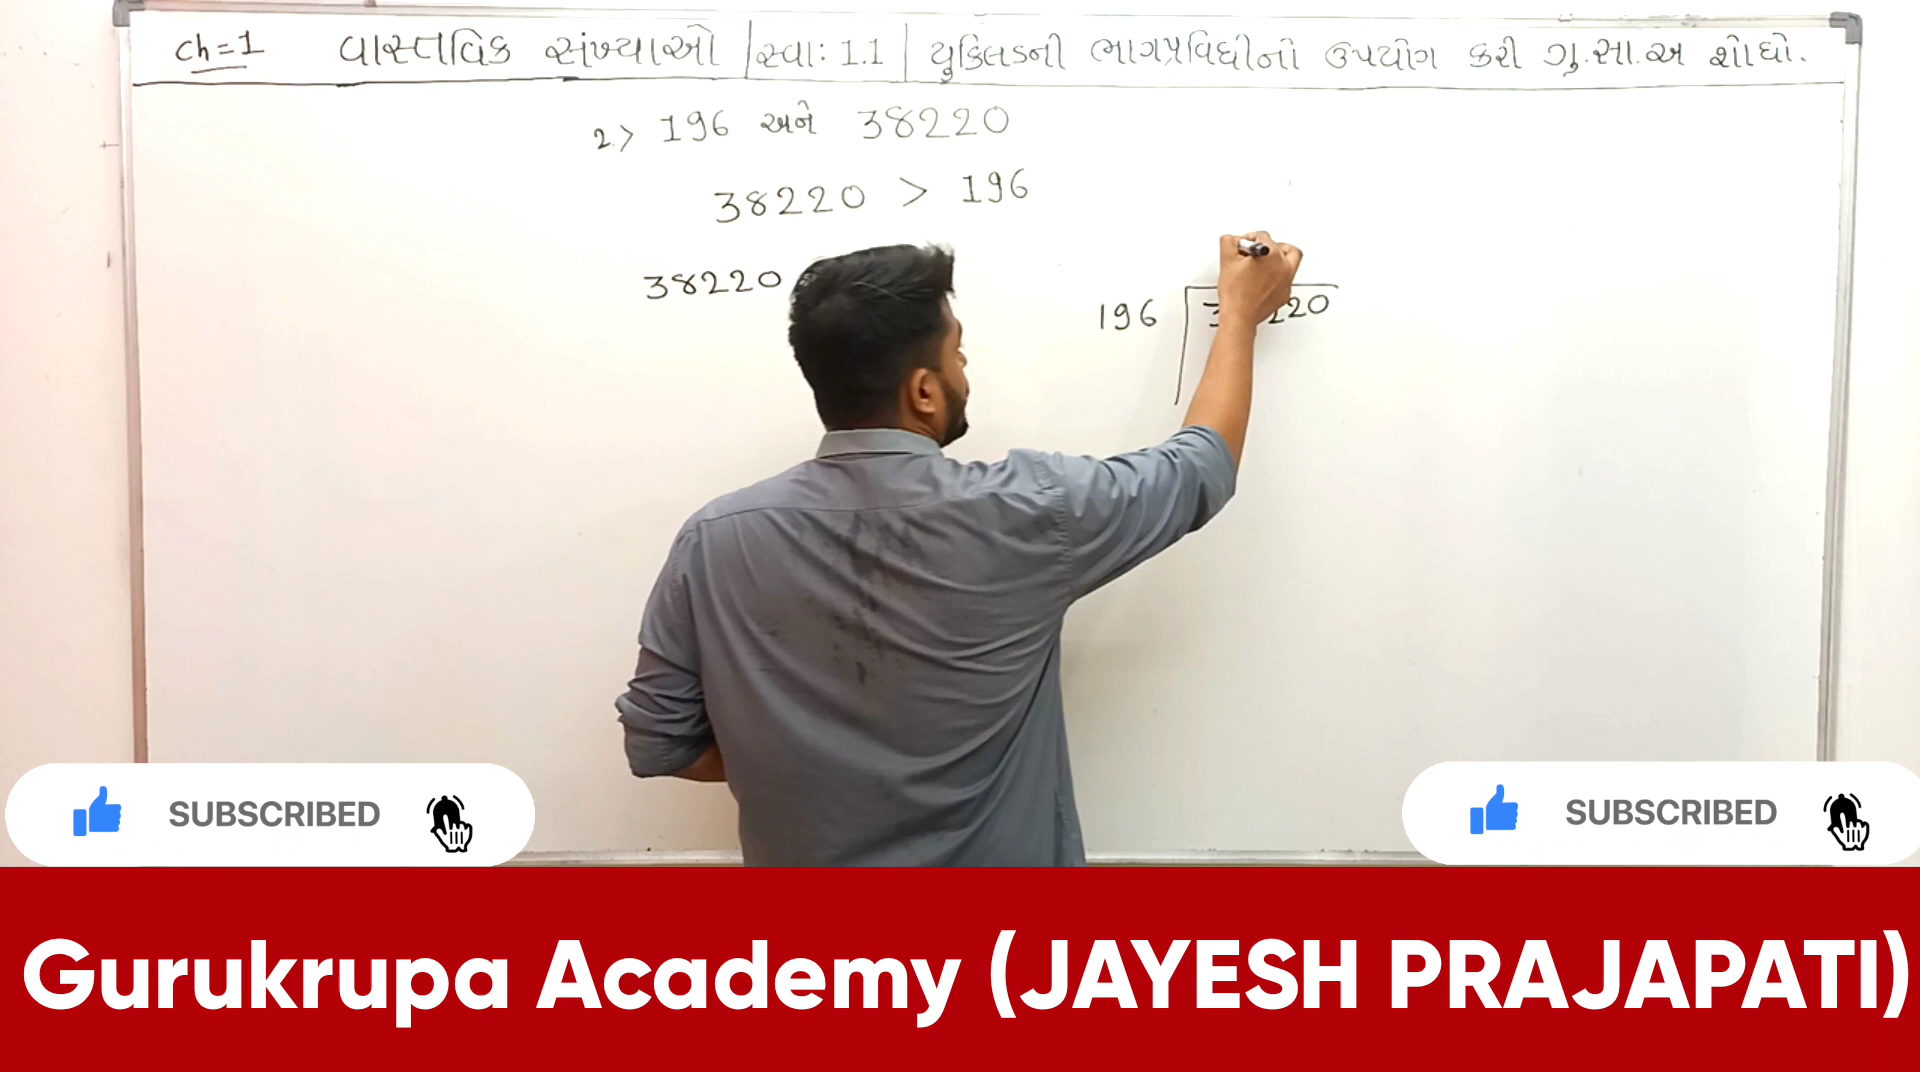 Ch=1 વાસ્તવિક સંખ્યાઓ | સ્વા: 1.1 | યુક્લિડની ભાગપ્રવિધીનો ઉપયોગ કરી ગુ.સા.અ શોધો.
2.> 196 અને 38220
38220 > 196
38220
196
SUBSCRIBED
SUBSCRIBED
Gurukrupa Academy (JAYESH PRAJAPATI)